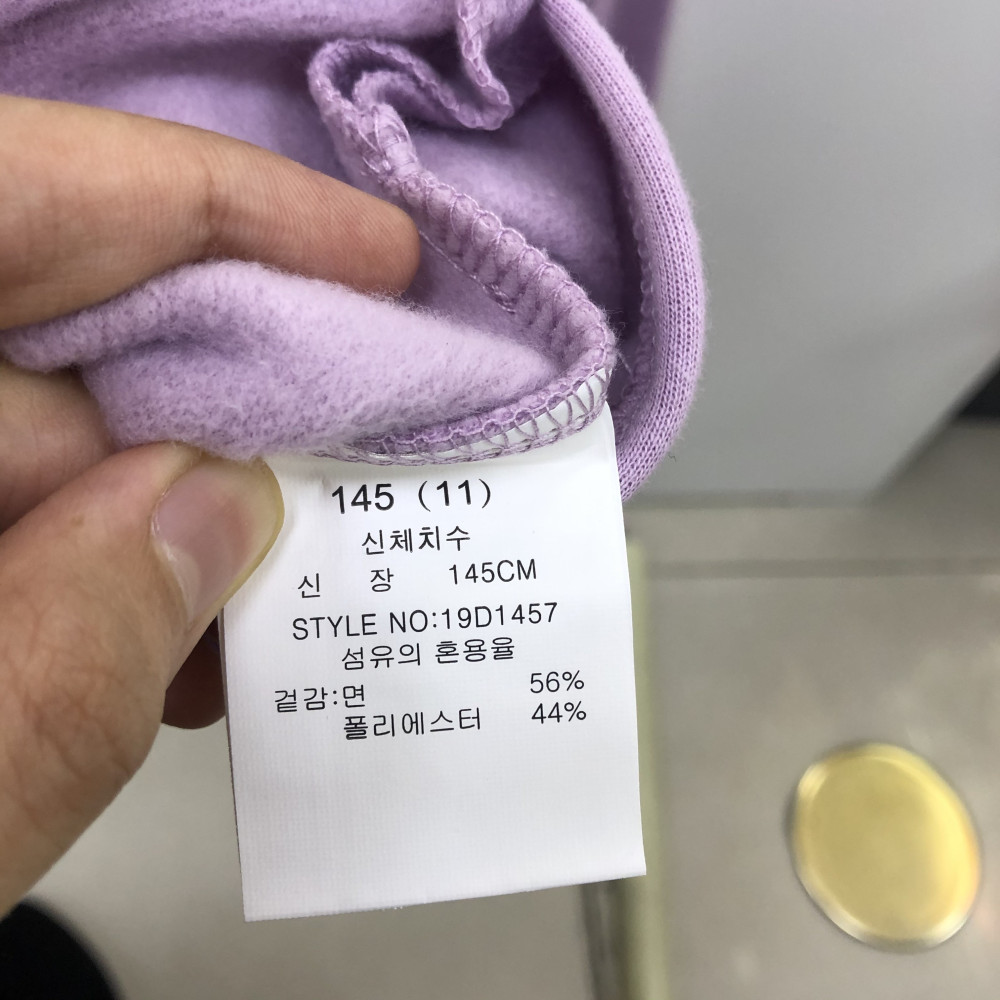 145 (11)
신체치수
신 장 145CM
STYLE NO:19D1457
섬유의 혼용율
겉감:면 56%
폴리에스터 44%